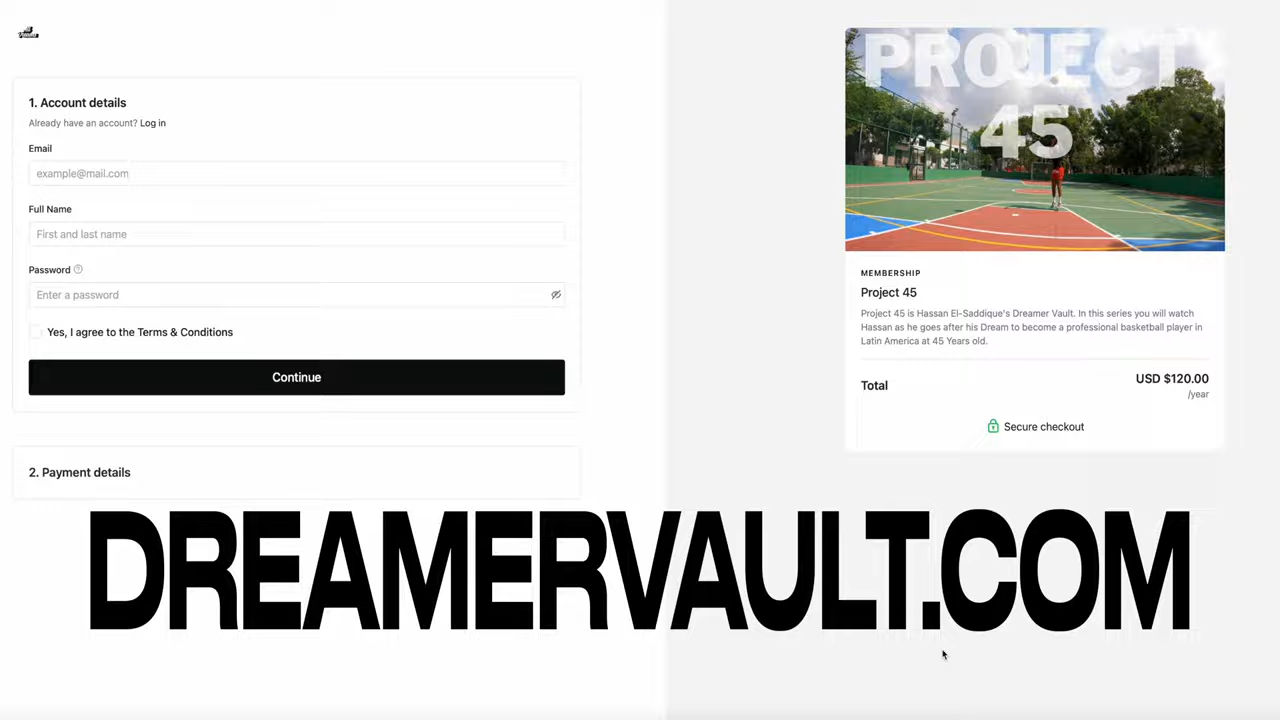 1. Account details
Already have an account? Log in
Email
example@mail.com
Full Name
First and last name
Password
Enter a password
Yes, I agree to the Terms & Conditions
Continue
2. Payment details
PROJECT
45
MEMBERSHIP
Project 45
Project 45 is Hassan El-Saddique's Dreamer Vault. In this series you will watch
Hassan as he goes after his Dream to become a professional basketball player in
Latin America at 45 Years old.
Total
USD $120.00
/year
Secure checkout
DREAMERVAULT.COM